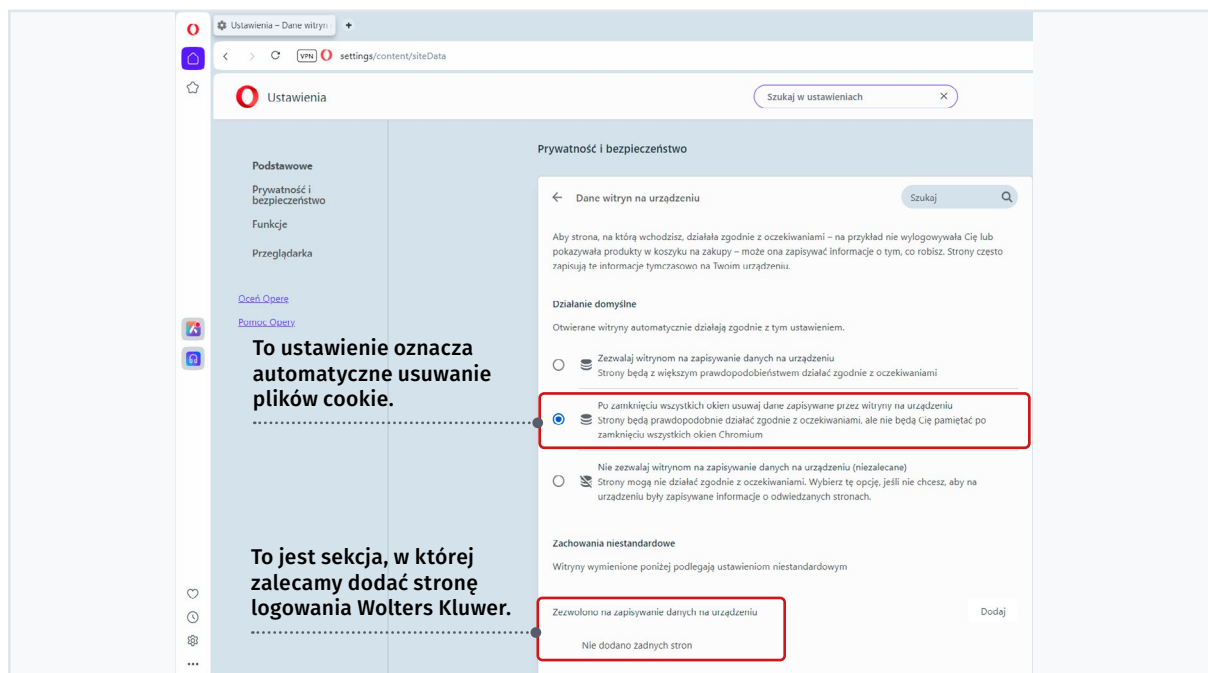 Ustawienia – Dane witryn
VPN
settings/content/siteData
Ustawienia
Szukaj w ustawieniach
Prywatność i bezpieczeństwo
Podstawowe
Prywatność i
bezpieczeństwo
Funkcje
Przeglądarka
Oceń Operę
Pomoc Opery
Dane witryn na urządzeniu
Szukaj
Aby strona, na którą wchodzisz, działała zgodnie z oczekiwaniami – na przykład nie wylogowywała Cię lub
pokazywała produkty w koszyku na zakupy – może ona zapisywać informacje o tym, co robisz. Strony często
zapisują te informacje tymczasowo na Twoim urządzeniu.
Działanie domyślne
Otwierane witryny automatycznie działają zgodnie z tym ustawieniem.
Zezwalaj witrynom na zapisywanie danych na urządzeniu
Strony będą z większym prawdopodobieństwem działać zgodnie z oczekiwaniami
To ustawienie oznacza
automatyczne usuwanie
plików cookie.
Po zamknięciu wszystkich okien usuwaj dane zapisywane przez witryny na urządzeniu
Strony będą prawdopodobnie działać zgodnie z oczekiwaniami, ale nie będą Cię pamiętać po
zamknięciu wszystkich okien Chromium
Nie zezwalaj witrynom na zapisywanie danych na urządzeniu (niezalecane)
Strony mogą nie działać zgodnie z oczekiwaniami. Wybierz tę opcję, jeśli nie chcesz, aby na
urządzeniu były zapisywane informacje o odwiedzanych stronach.
Zachowania niestandardowe
Witryny wymienione poniżej podlegają ustawieniom niestandardowym
To jest sekcja, w której
zalecamy dodać stronę
logowania Wolters Kluwer.
Zezwolono na zapisywanie danych na urządzeniu
Dodaj
Nie dodano żadnych stron